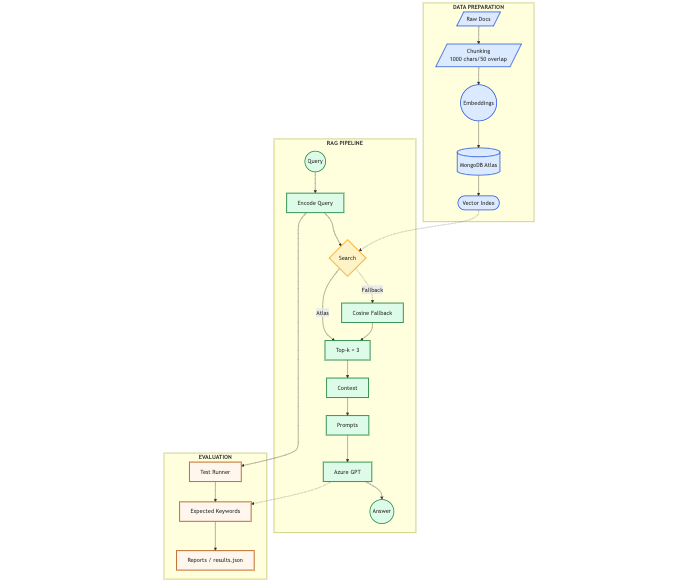 DATA PREPARATION
Raw Docs
Chunking
1000 chars/50 overlap
Embeddings
MongoDB Atlas
Vector Index
RAG PIPELINE
Query
Encode Query
Search
Fallback
Atlas
Cosine Fallback
Top-k = 3
Context
Prompts
Azure GPT
Answer
EVALUATION
Test Runner
Expected Keywords
Reports / results.json